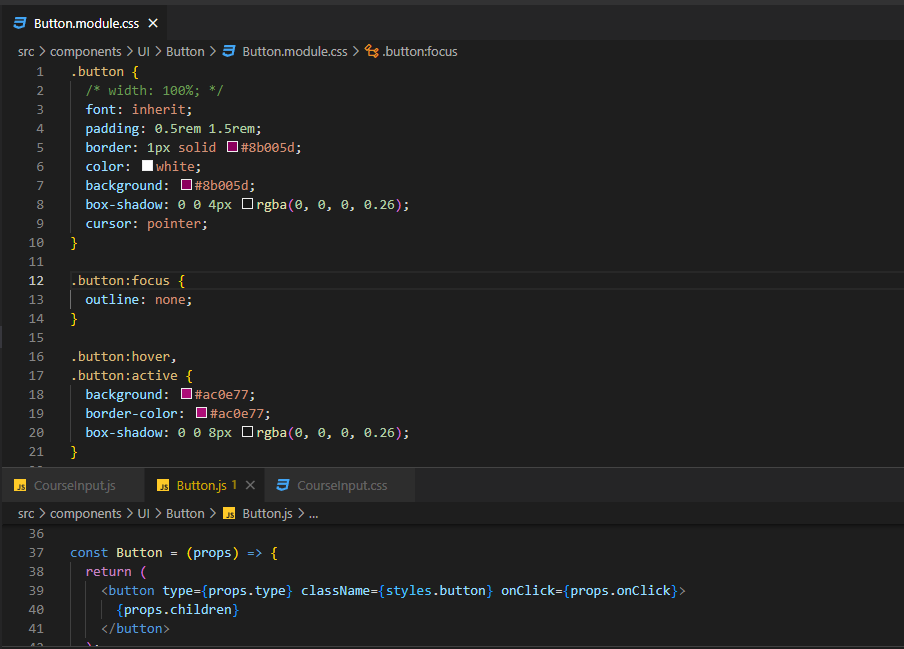 Button.module.css
src > components > UI > Button > Button.module.css > .button:focus
1 .button {
2 /* width: 100%; */
3 font: inherit;
4 padding: 0.5rem 1.5rem;
5 border: 1px solid #8b005d;
6 color: white;
7 background: #8b005d;
8 box-shadow: 0 0 4px rgba(0, 0, 0, 0.26);
9 cursor: pointer;
10 }
11
12 .button:focus {
13 outline: none;
14 }
15
16 .button:hover,
17 .button:active {
18 background: #ac0e77;
19 border-color: #ac0e77;
20 box-shadow: 0 0 8px rgba(0, 0, 0, 0.26);
21 }
JS CourseInput.js JS Button.js 1 CourseInput.css
src > components > UI > Button > JS Button.js > ...
36
37 const Button = (props) => {
38 return (
39 <button type={props.type} className={styles.button} onClick={props.onClick}>
40 {props.children}
41 </button>